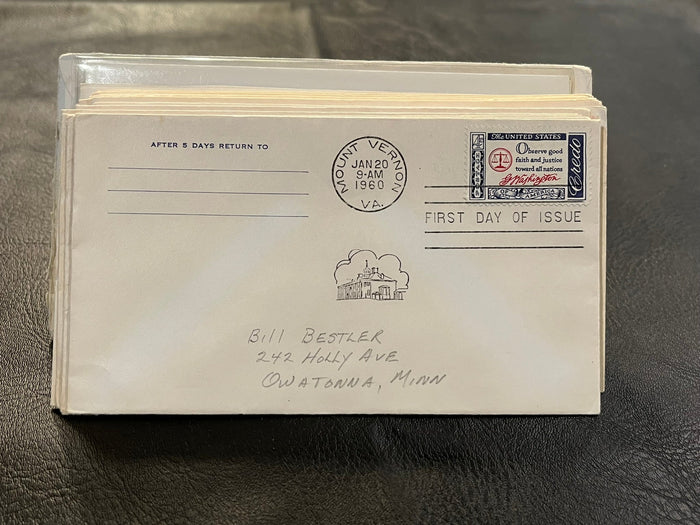 AFTER 5 DAYS RETURN TO
MOUNT VERNON
JAN 20
9-AM
1960
VA.
The UNITED STATES
Observe good
faith and justice
toward all nations
G Washington
Credo
FIRST DAY OF ISSUE
Bill BESTLER
242 HOLLY AVE
OWATONNA, MINN